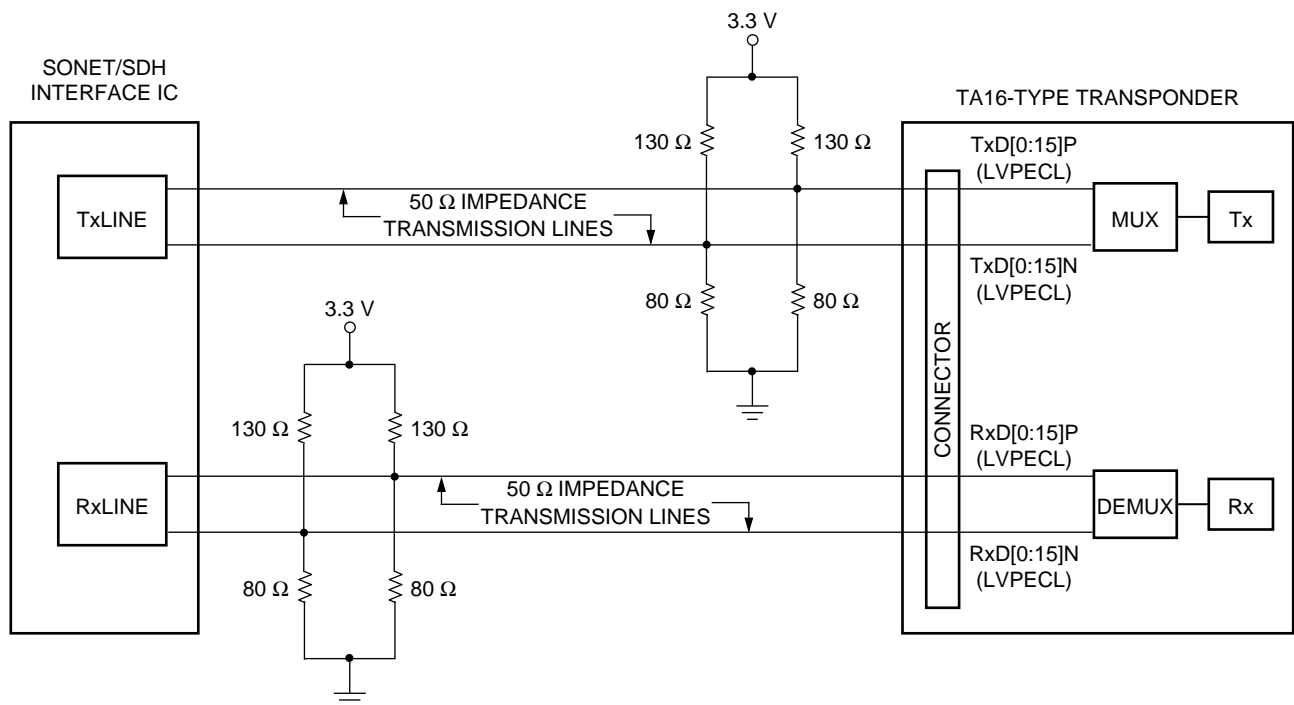 3.3 V
SONET/SDH
INTERFACE IC
TA16-TYPE TRANSPONDER
130 Ω
130 Ω
TxD[0:15]P
(LVPECL)
TxLINE
50 Ω IMPEDANCE
TRANSMISSION LINES
MUX
Tx
TxD[0:15]N
(LVPECL)
80 Ω
80 Ω
3.3 V
CONNECTOR
130 Ω
130 Ω
RxD[0:15]P
(LVPECL)
RxLINE
50 Ω IMPEDANCE
TRANSMISSION LINES
DEMUX
Rx
RxD[0:15]N
(LVPECL)
80 Ω
80 Ω